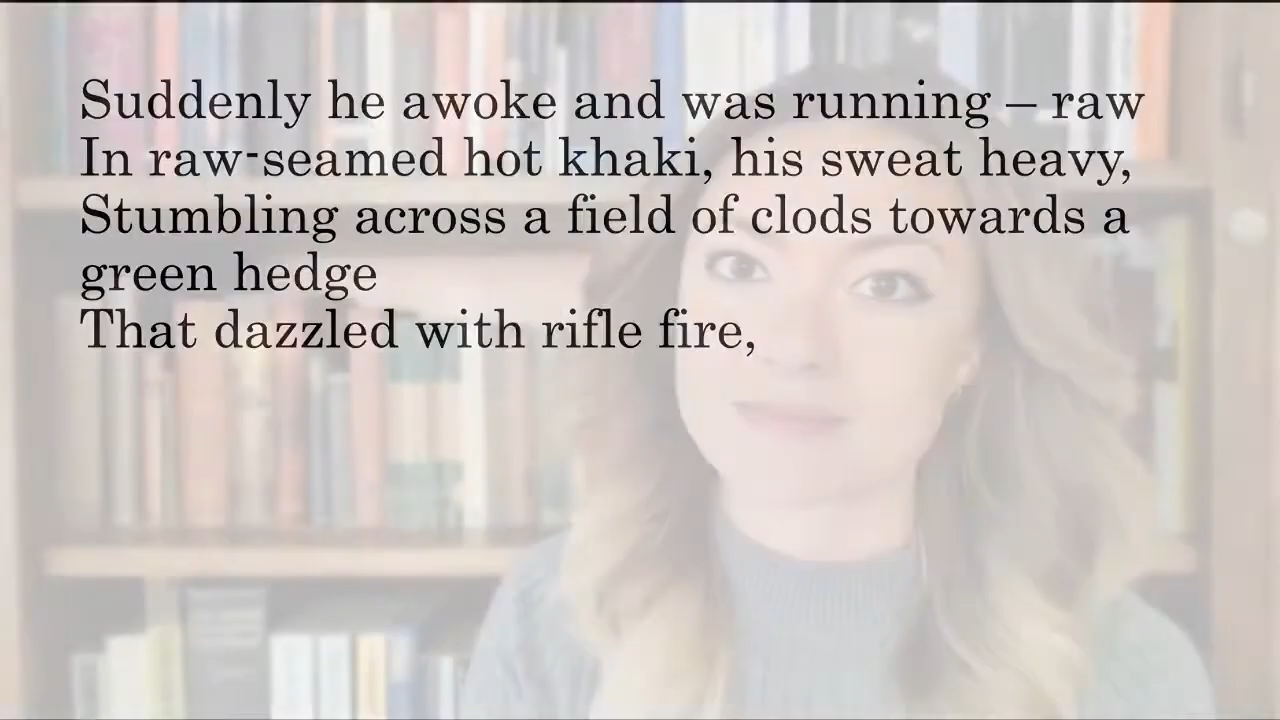 Suddenly he awoke and was running – raw
In raw-seamed hot khaki, his sweat heavy,
Stumbling across a field of clods towards a
green hedge
That dazzled with rifle fire,